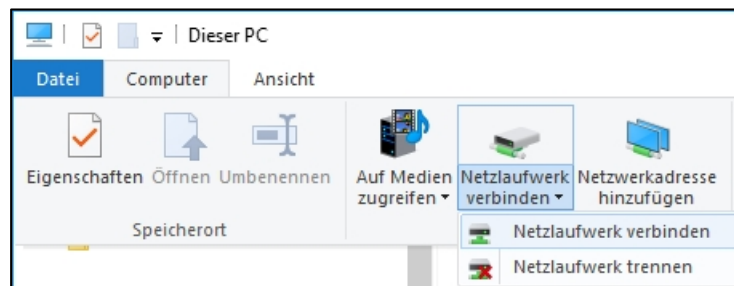 Dieser PC
Datei Computer Ansicht
Eigenschaften Öffnen Umbenennen
Auf Medien zugreifen
Netzlaufwerk verbinden
Netzwerkadresse hinzufügen
Speicherort
Netzlaufwerk verbinden
Netzlaufwerk trennen